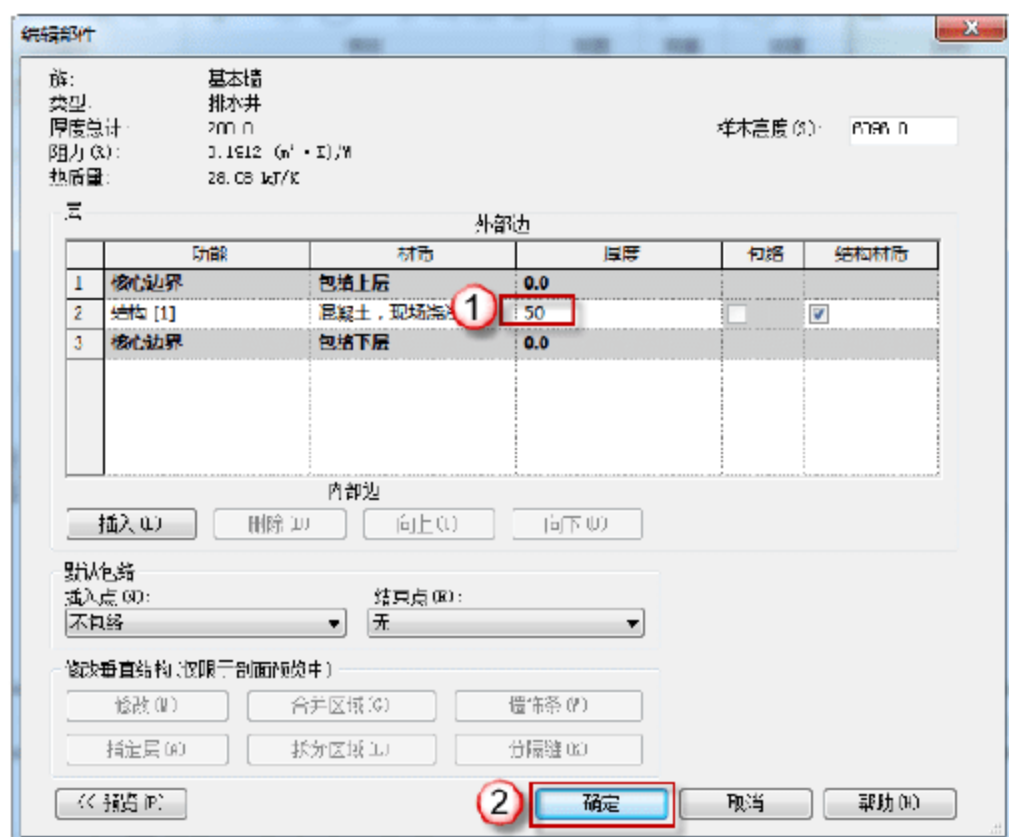 编辑部件
族: 基本墙
类型: 排水井
厚度总计: 200.0 样本高度(S): 6096.0
阻力(R): 0.1912 (m²·K)/W
热质量: 28.08 kJ/K
层
外部边
功能 材质 厚度 包络 结构材质
1 核心边界 包络上层 0.0
2 结构 [1] 混凝土，现场浇 ① 50
3 核心边界 包络下层 0.0
内部边
插入(I) 删除(D) 向上(U) 向下(O)
默认包络
插入点(N): 结束点(E):
不包络 无
修改垂直结构(仅限于剖面预览中)
修改(M) 合并区域(G) 墙饰条(W)
指定层(A) 拆分区域(L) 分隔缝(R)
<< 预览(P) ② 确定 取消 帮助(H)